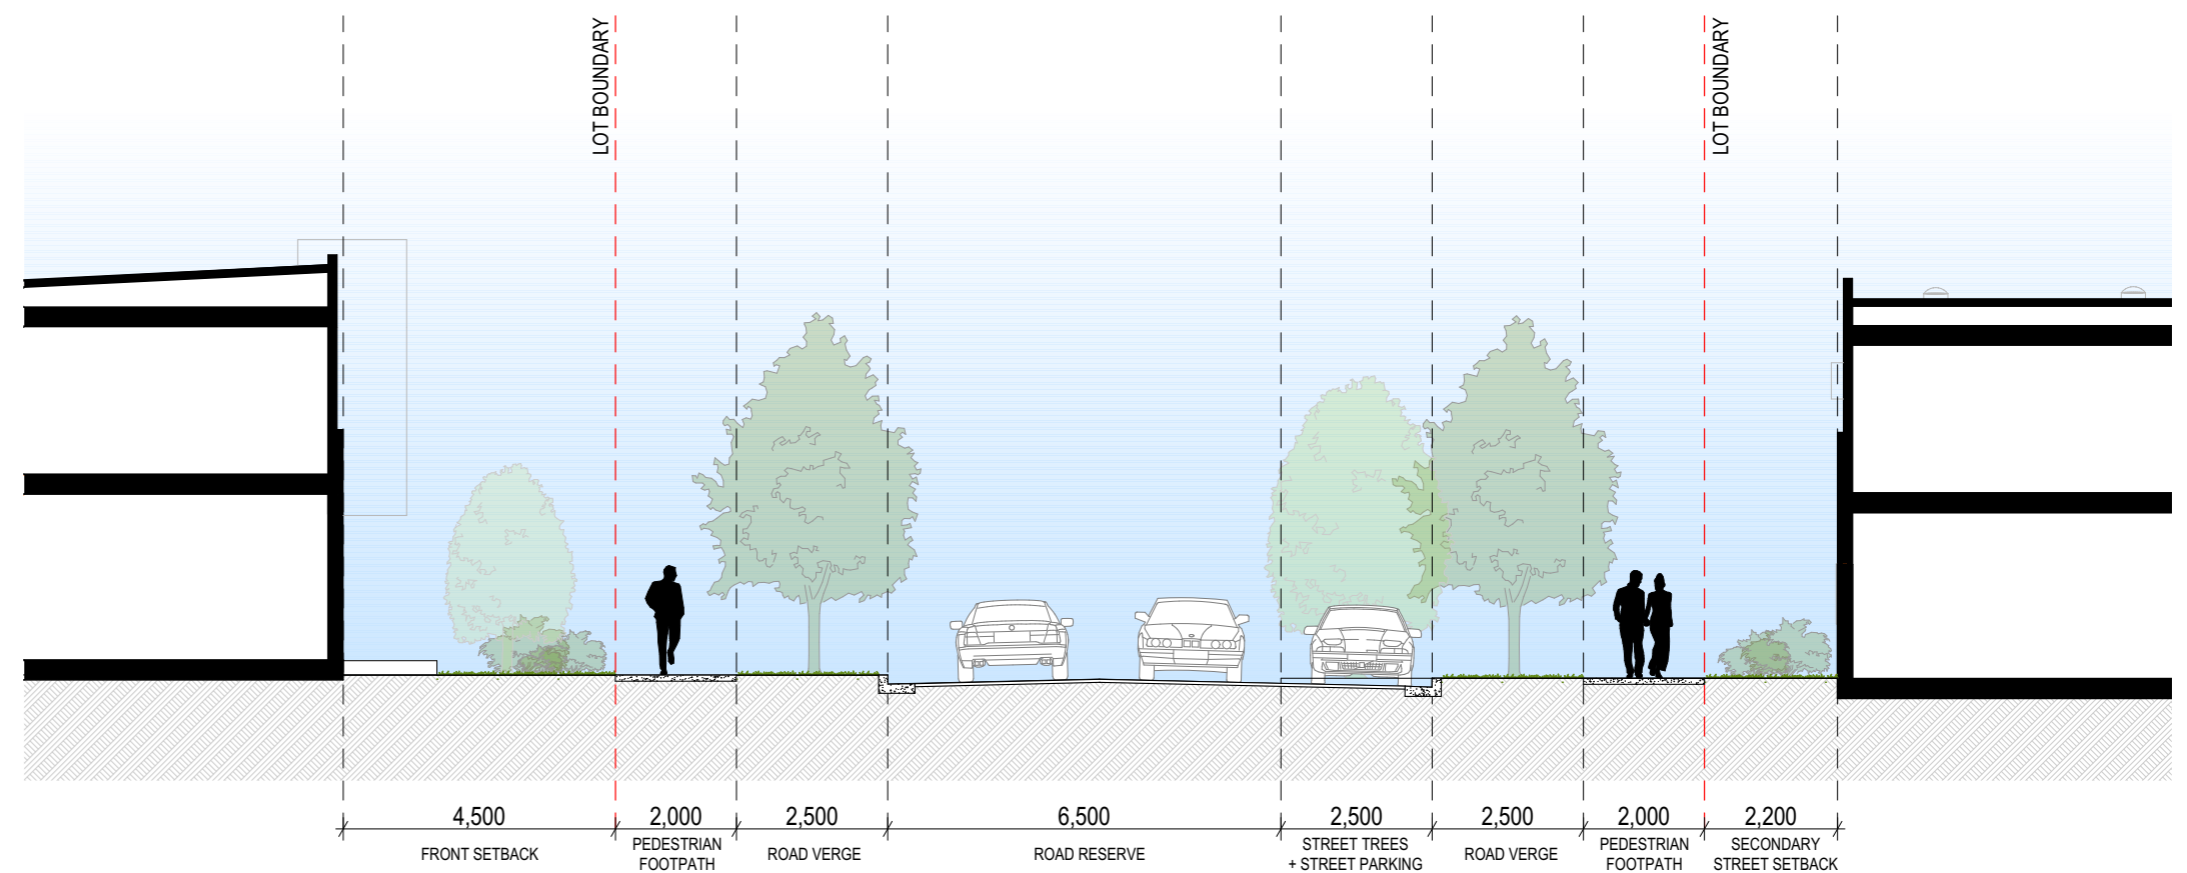 LOT BOUNDARY
LOT BOUNDARY
4,500
2,000
2,500
6,500
2,500
2,500
2,000
2,200
FRONT SETBACK
PEDESTRIAN
FOOTPATH
ROAD VERGE
ROAD RESERVE
STREET TREES
+ STREET PARKING
ROAD VERGE
PEDESTRIAN
FOOTPATH
SECONDARY
STREET SETBACK